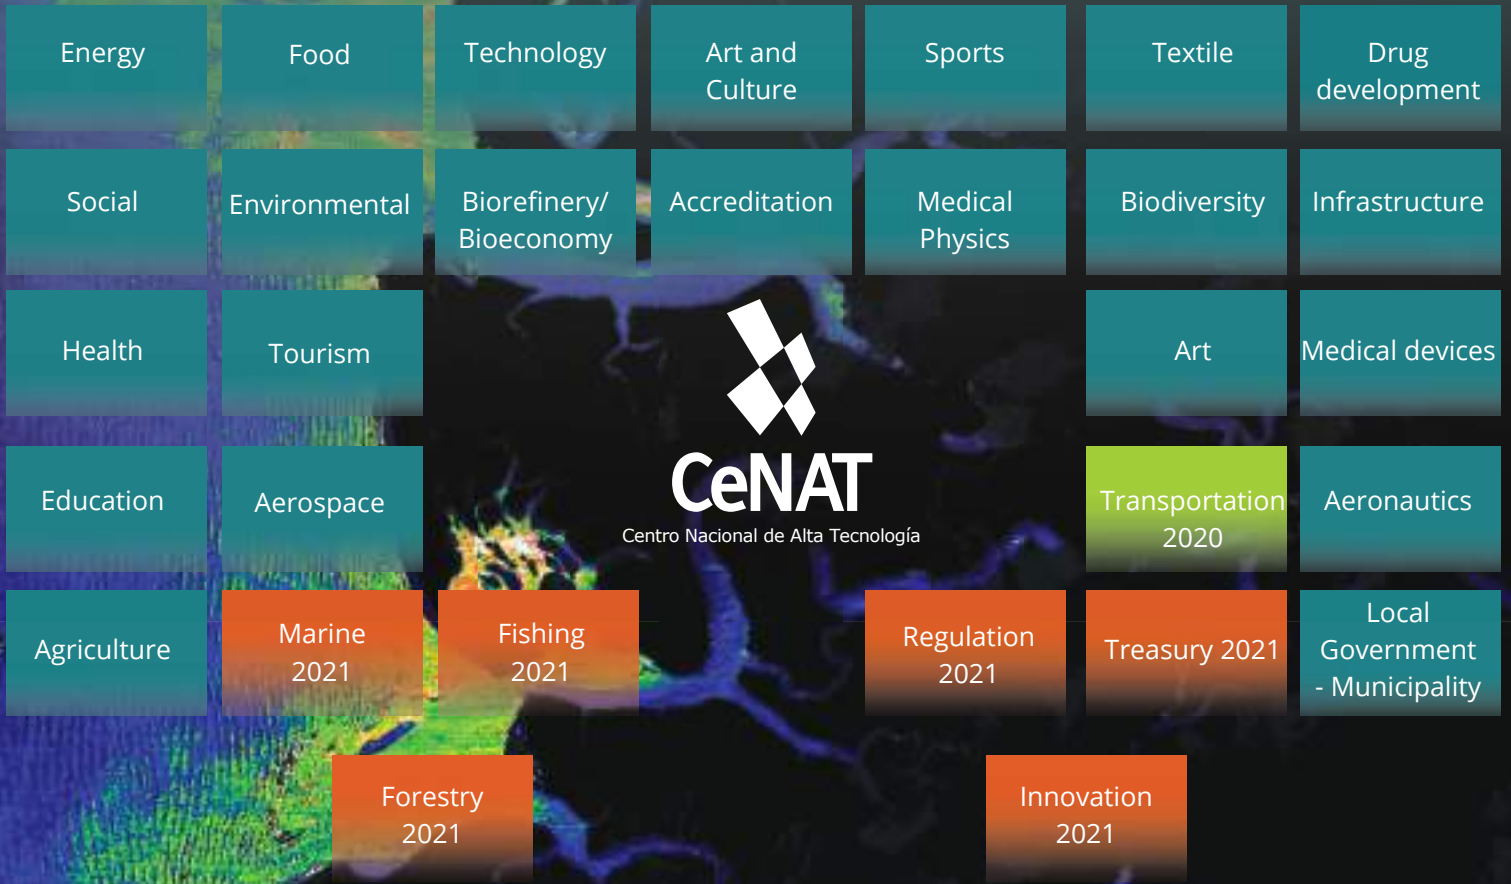 Energy
Food
Technology
Art and
Culture
Sports
Textile
Drug
development
Social
Environmental
Biorefinery/
Bioeconomy
Accreditation
Medical
Physics
Biodiversity
Infrastructure
Health
Tourism
Art
Medical devices
CeNAT
Centro Nacional de Alta Tecnología
Education
Aerospace
Transportation
2020
Aeronautics
Agriculture
Marine
2021
Fishing
2021
Regulation
2021
Treasury 2021
Local
Government
- Municipality
Forestry
2021
Innovation
2021